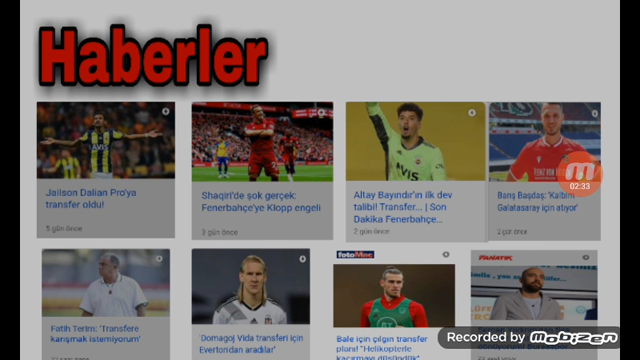 Haberler
Jailson Dalian Pro'ya
transfer oldu!
5 gün önce
Shaqiri'de şok gerçek:
Fenerbahçe'ye Klopp engeli
3 gün önce
AVIS
Altay Bayındır'ın ilk dev
talibi! Transfer... | Son
Dakika Fenerbahçe...
2 gün önce
Barış Başdaş: 'Kalbim
Galatasaray için atıyor'
2 gün önce
02:33
Fatih Terim: 'Transfere
karışmak istemiyorum'
'Domagoj Vida transferi için
Everton'dan aradılar'
fotoMaç
Bale için çılgın transfer
planı! "Helikopterle
kaçırmayı düşündük"
FANATİK
Recorded by mobizen